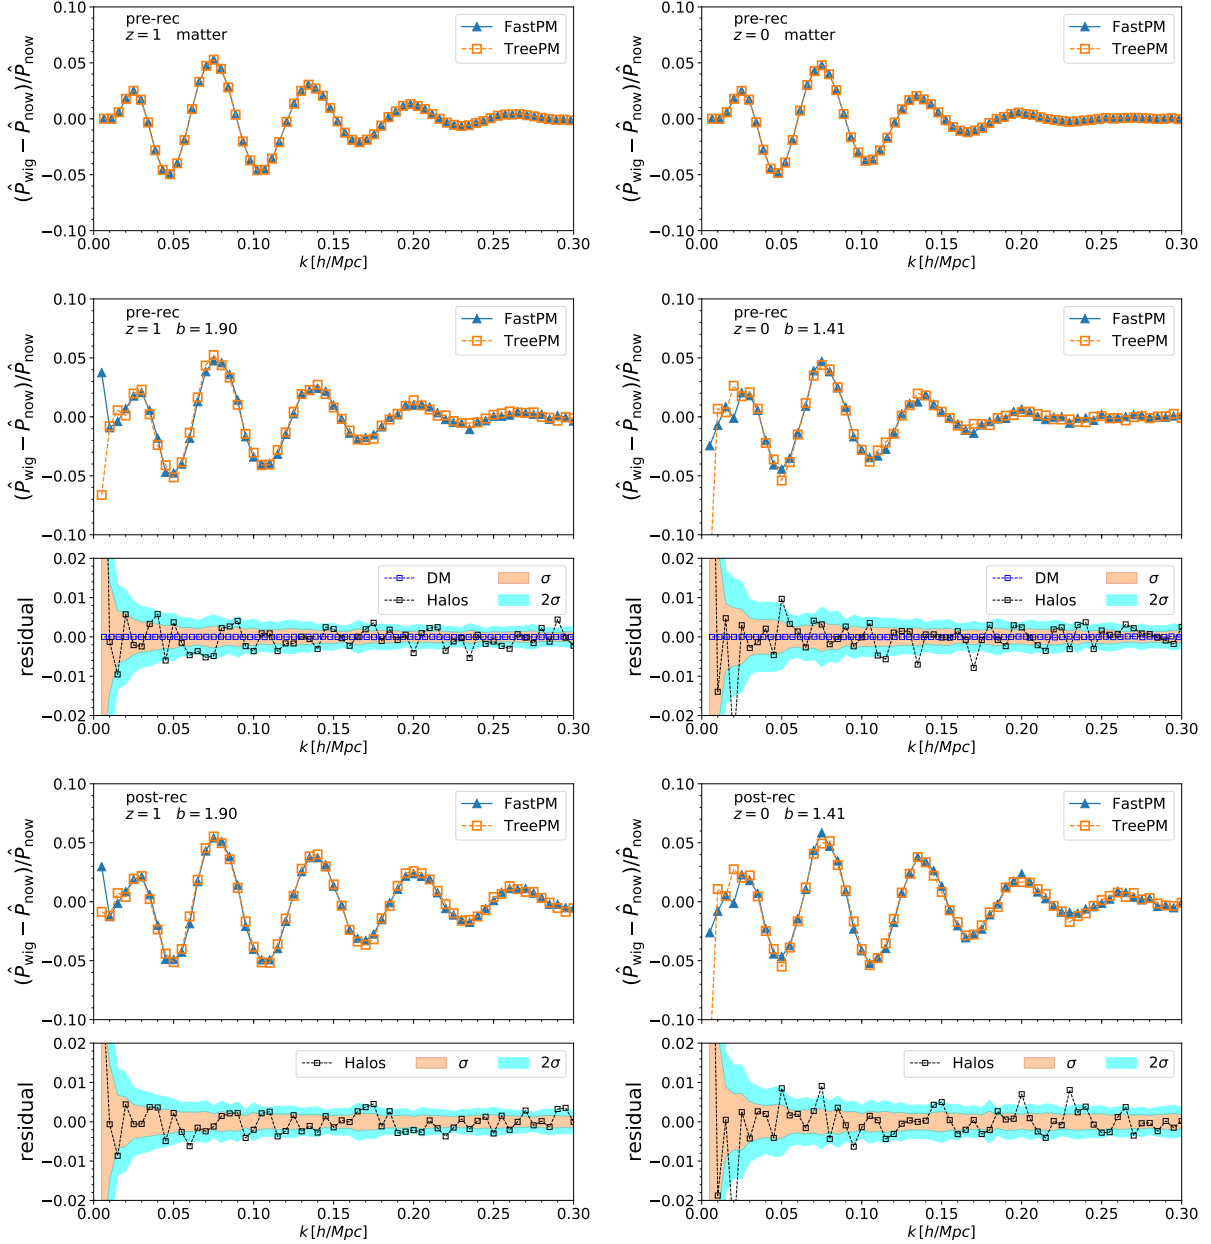 pre-rec
z = 1 matter
FastPM
TreePM
(P̂wig − P̂now)/P̂now
0.10
0.05
0.00
−0.05
−0.10
0.00 0.05 0.10 0.15 0.20 0.25 0.30
k [h/Mpc]
pre-rec
z = 0 matter
FastPM
TreePM
(P̂wig − P̂now)/P̂now
0.10
0.05
0.00
−0.05
−0.10
0.00 0.05 0.10 0.15 0.20 0.25 0.30
k [h/Mpc]
pre-rec
z = 1 b = 1.90
FastPM
TreePM
(P̂wig − P̂now)/P̂now
0.10
0.05
0.00
−0.05
−0.10
pre-rec
z = 0 b = 1.41
FastPM
TreePM
(P̂wig − P̂now)/P̂now
0.10
0.05
0.00
−0.05
−0.10
DM σ
Halos 2σ
residual
0.02
0.01
0.00
−0.01
−0.02
0.00 0.05 0.10 0.15 0.20 0.25 0.30
k [h/Mpc]
DM σ
Halos 2σ
residual
0.02
0.01
0.00
−0.01
−0.02
0.00 0.05 0.10 0.15 0.20 0.25 0.30
k [h/Mpc]
post-rec
z = 1 b = 1.90
FastPM
TreePM
(P̂wig − P̂now)/P̂now
0.10
0.05
0.00
−0.05
−0.10
post-rec
z = 0 b = 1.41
FastPM
TreePM
(P̂wig − P̂now)/P̂now
0.10
0.05
0.00
−0.05
−0.10
Halos σ 2σ
residual
0.02
0.01
0.00
−0.01
−0.02
0.00 0.05 0.10 0.15 0.20 0.25 0.30
k [h/Mpc]
Halos σ 2σ
residual
0.02
0.01
0.00
−0.01
−0.02
0.00 0.05 0.10 0.15 0.20 0.25 0.30
k [h/Mpc]